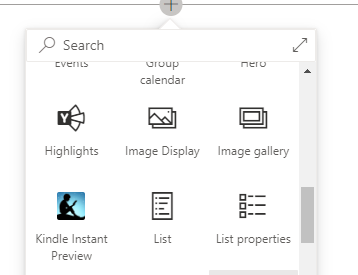 Search
Events
Group
calendar
Hero
Highlights
Image Display
Image gallery
Kindle Instant
Preview
List
List properties